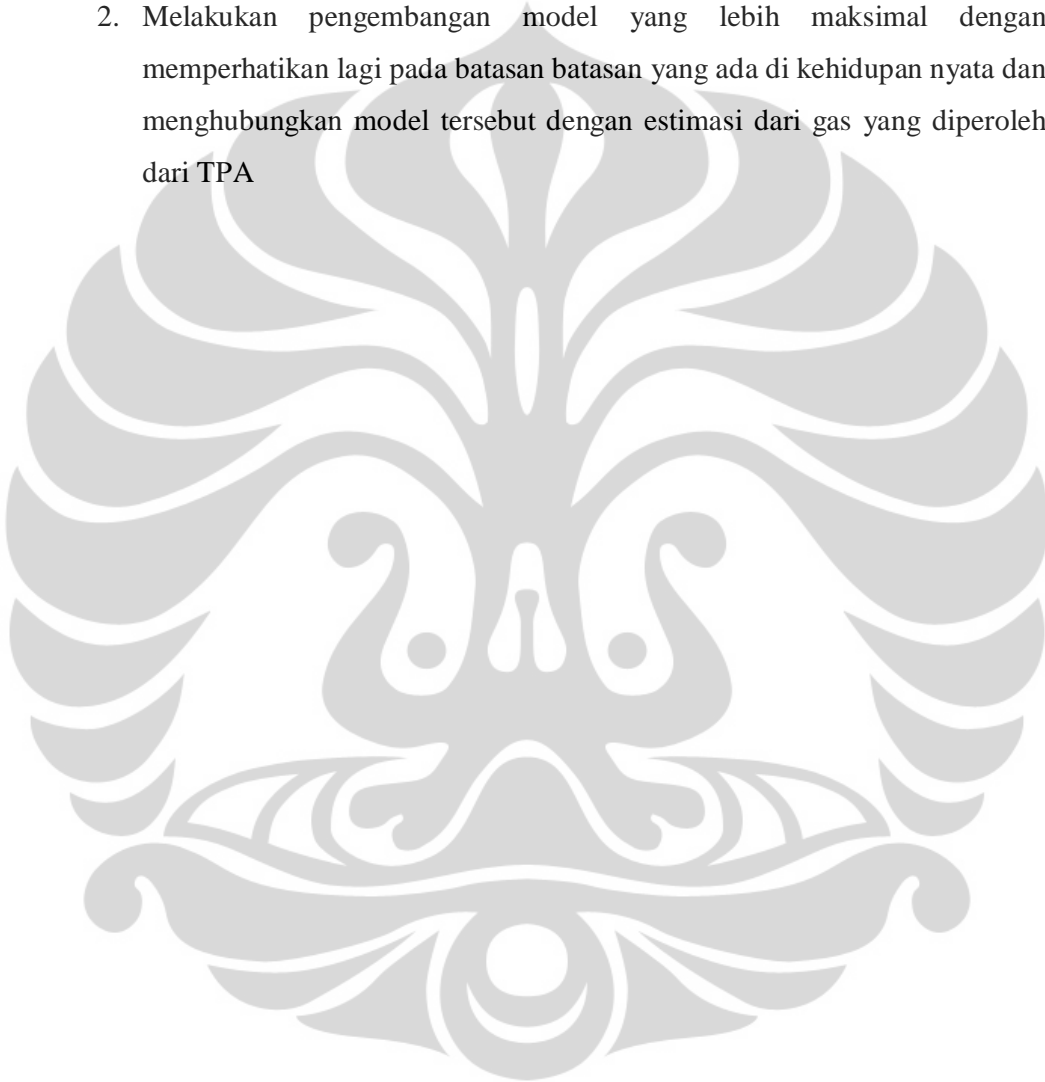 2. Melakukan pengembangan model yang lebih maksimal dengan
memperhatikan lagi pada batasan batasan yang ada di kehidupan nyata dan
menghubungkan model tersebut dengan estimasi dari gas yang diperoleh
dari TPA